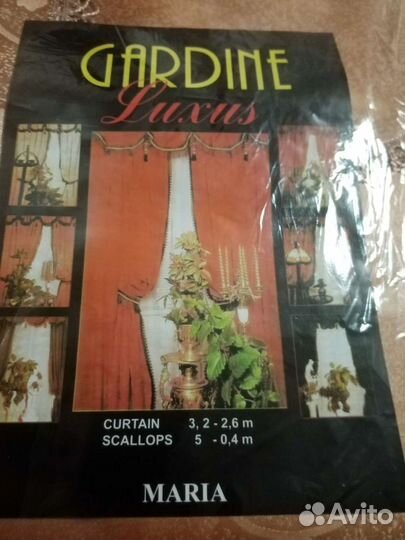 GARDINE
Luxus
CURTAIN 3, 2 - 2,6 m
SCALLOPS 5 - 0,4 m
MARIA
Avito